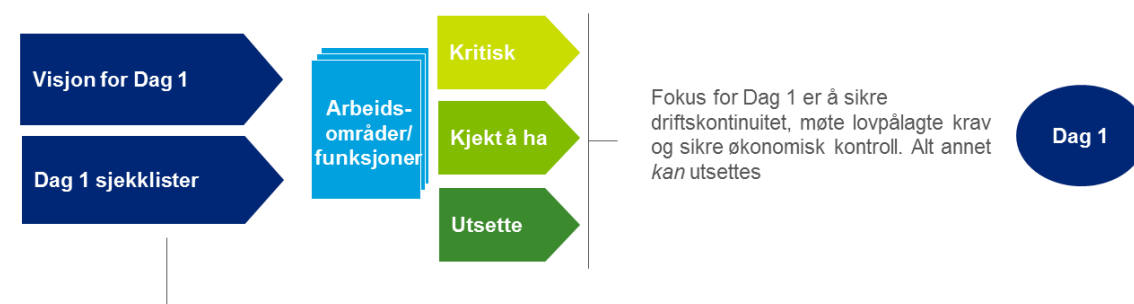 Visjon for Dag 1
Dag 1 sjekklister
Arbeids-
områder/
funksjoner
Kritisk
Kjekt å ha
Utsette
Fokus for Dag 1 er å sikre
driftskontinuitet, møte lovpålagte krav
og sikre økonomisk kontroll. Alt annet
kan utsettes
Dag 1